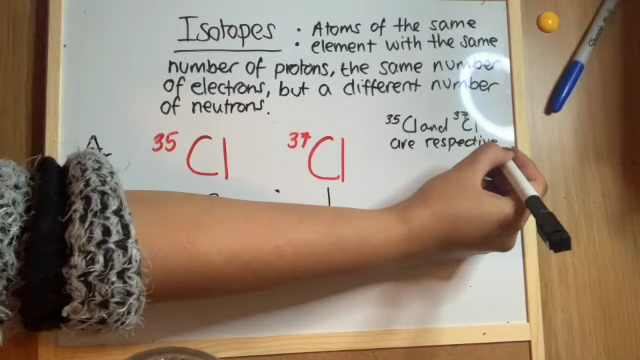 Isotopes : Atoms of the same
: element with the same
number of protons, the same number
of electrons, but a different number
of neutrons.
35Cl and 37Cl
are respective
Ar 35Cl 37Cl